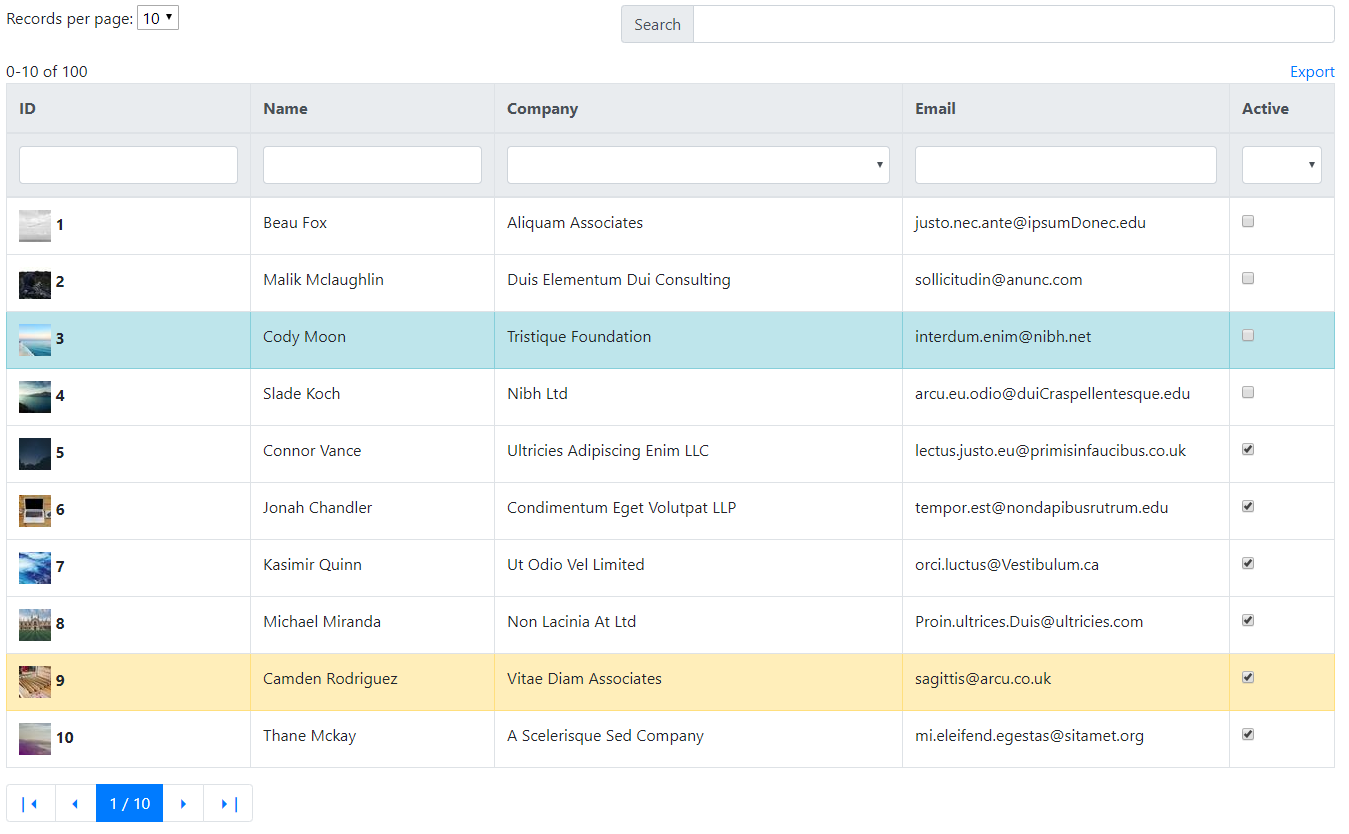 Records per page: 10
Search
0-10 of 100 Export
ID Name Company Email Active
1 Beau Fox Aliquam Associates justo.nec.ante@ipsumDonec.edu
2 Malik Mclaughlin Duis Elementum Dui Consulting sollicitudin@anunc.com
3 Cody Moon Tristique Foundation interdum.enim@nibh.net
4 Slade Koch Nibh Ltd arcu.eu.odio@duiCraspellentesque.edu
5 Connor Vance Ultricies Adipiscing Enim LLC lectus.justo.eu@primisinfaucibus.co.uk
6 Jonah Chandler Condimentum Eget Volutpat LLP tempor.est@nondapibusrutrum.edu
7 Kasimir Quinn Ut Odio Vel Limited orci.luctus@Vestibulum.ca
8 Michael Miranda Non Lacinia At Ltd Proin.ultrices.Duis@ultricies.com
9 Camden Rodriguez Vitae Diam Associates sagittis@arcu.co.uk
10 Thane Mckay A Scelerisque Sed Company mi.eleifend.egestas@sitamet.org
1 / 10